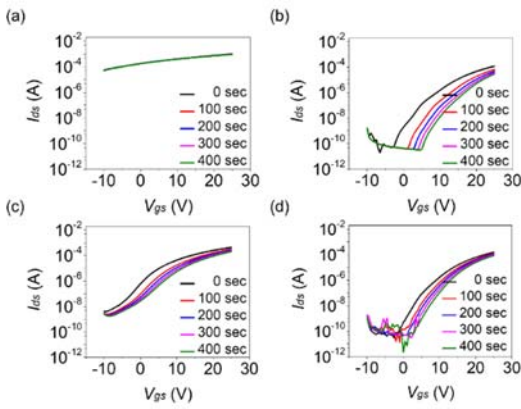 (a)
10⁻²
10⁻⁴
10⁻⁶
10⁻⁸
10⁻¹⁰
10⁻¹²
I_ds (A)
0 sec
100 sec
200 sec
300 sec
400 sec
-10 0 10 20 30
V_gs (V)
(b)
10⁻²
10⁻⁴
10⁻⁶
10⁻⁸
10⁻¹⁰
10⁻¹²
I_ds (A)
0 sec
100 sec
200 sec
300 sec
400 sec
-10 0 10 20 30
V_gs (V)
(c)
10⁻²
10⁻⁴
10⁻⁶
10⁻⁸
10⁻¹⁰
10⁻¹²
I_ds (A)
0 sec
100 sec
200 sec
300 sec
400 sec
-10 0 10 20 30
V_gs (V)
(d)
10⁻²
10⁻⁴
10⁻⁶
10⁻⁸
10⁻¹⁰
10⁻¹²
I_ds (A)
0 sec
100 sec
200 sec
300 sec
400 sec
-10 0 10 20 30
V_gs (V)